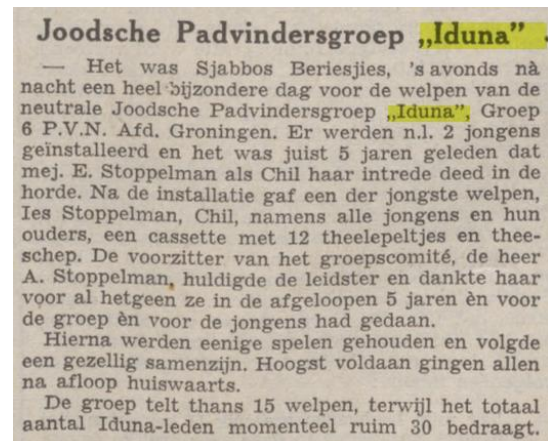 Joodsche Padvindersgroep „Iduna”
— Het was Sjabbos Beriesjies, 's avonds nà
nacht een heel bijzondere dag voor de welpen van de
neutrale Joodsche Padvindersgroep „Iduna”, Groep
6 P.V.N. Afd. Groningen. Er werden n.l. 2 jongens
geïnstalleerd en het was juist 5 jaren geleden dat
mej. E. Stoppelman als Chil haar intrede deed in de
horde. Na de installatie gaf een der jongste welpen,
Ies Stoppelman, Chil, namens alle jongens en hun
ouders, een cassette met 12 theelepeltjes en thee-
schep. De voorzitter van het groepscomité, de heer
A. Stoppelman, huldigde de leidster en dankte haar
voor al hetgeen ze in de afgeloopen 5 jaren èn voor
de groep èn voor de jongens had gedaan.
Hierna werden eenige spelen gehouden en volgde
een gezellig samenzijn. Hoogst voldaan gingen allen
na afloop huiswaarts.
De groep telt thans 15 welpen, terwijl het totaal
aantal Iduna-leden momenteel ruim 30 bedraagt.